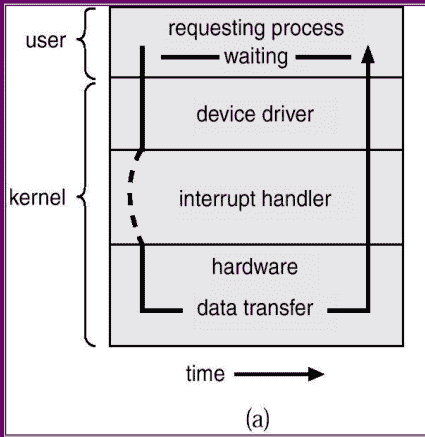 user
requesting process
waiting
device driver
kernel
interrupt handler
hardware
data transfer
time
(a)